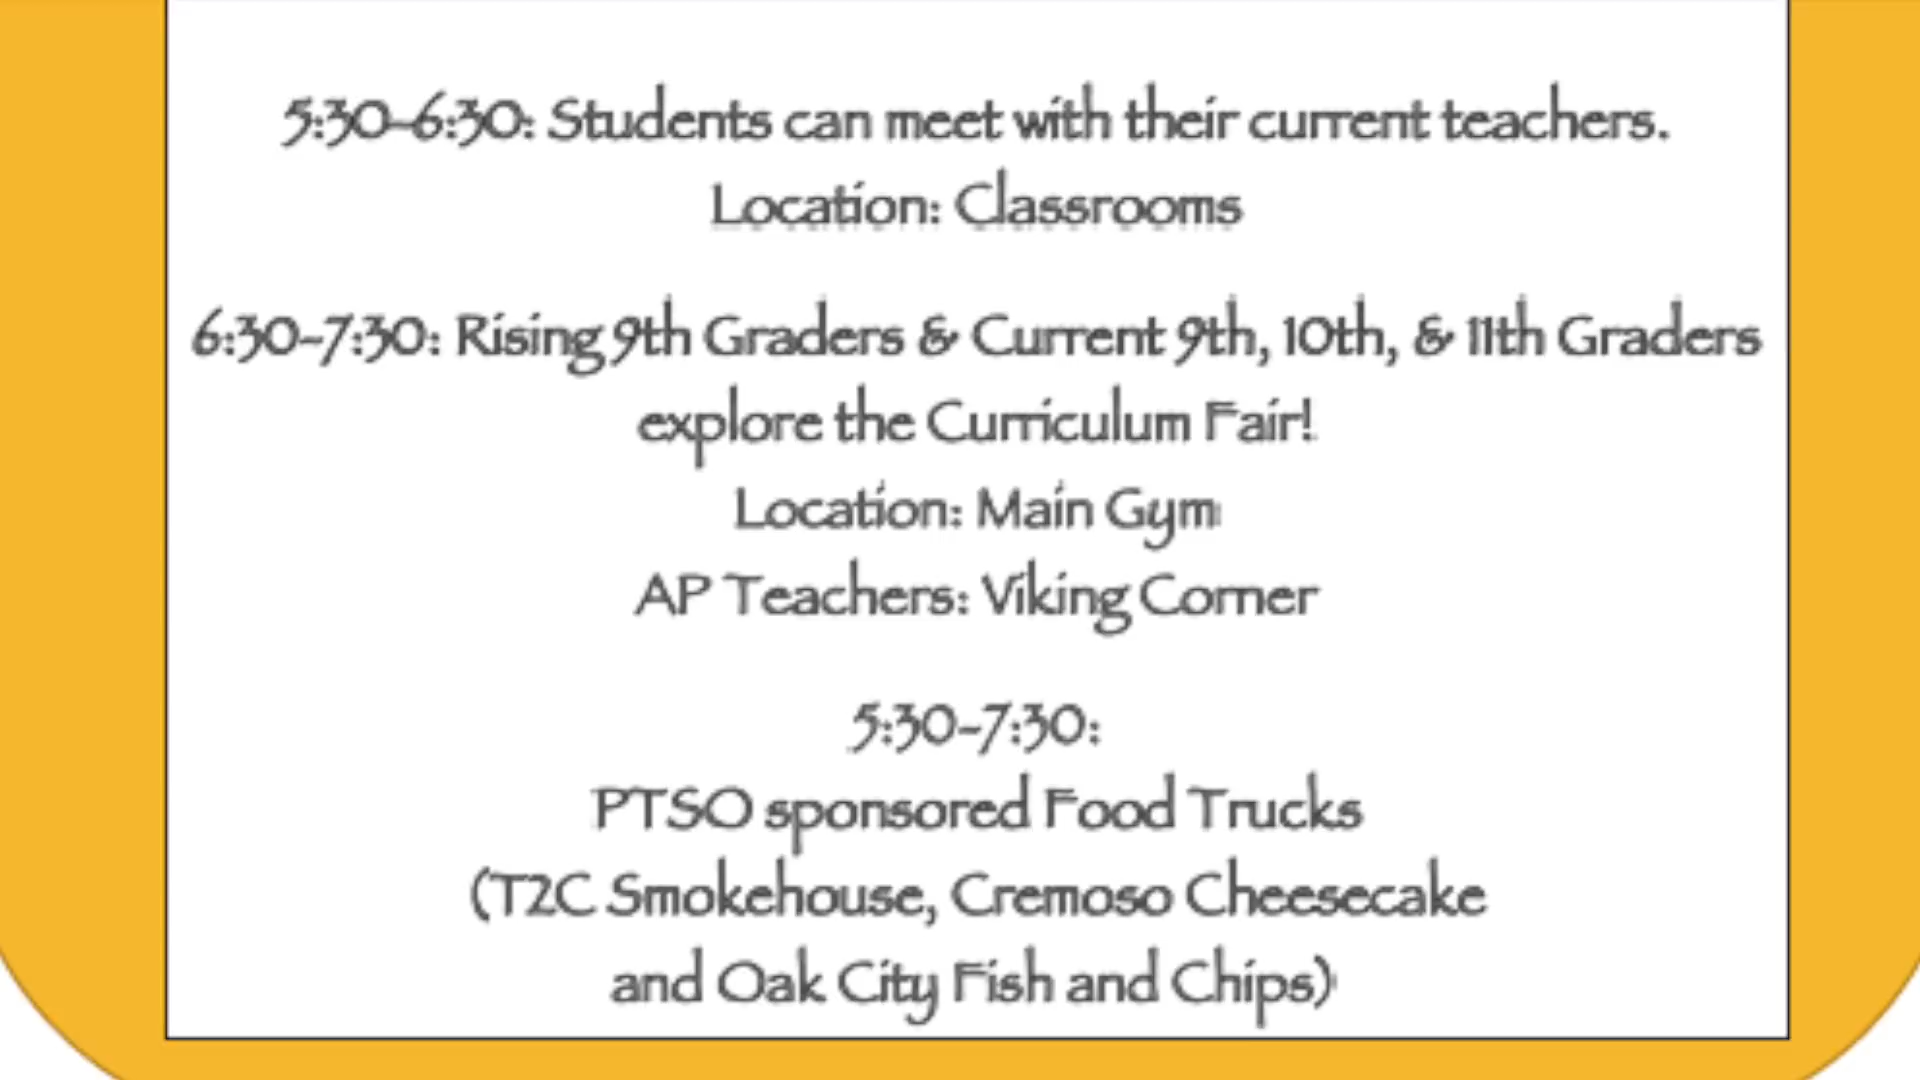 5:30-6:30: Students can meet with their current teachers.
Location: Classrooms
6:30-7:30: Rising 9th Graders & Current 9th, 10th, & 11th Graders
explore the Curriculum Fair!
Location: Main Gym
AP Teachers: Viking Corner
5:30-7:30:
PTSO sponsored Food Trucks
(T2C Smokehouse, Cremoso Cheesecake
and Oak City Fish and Chips)